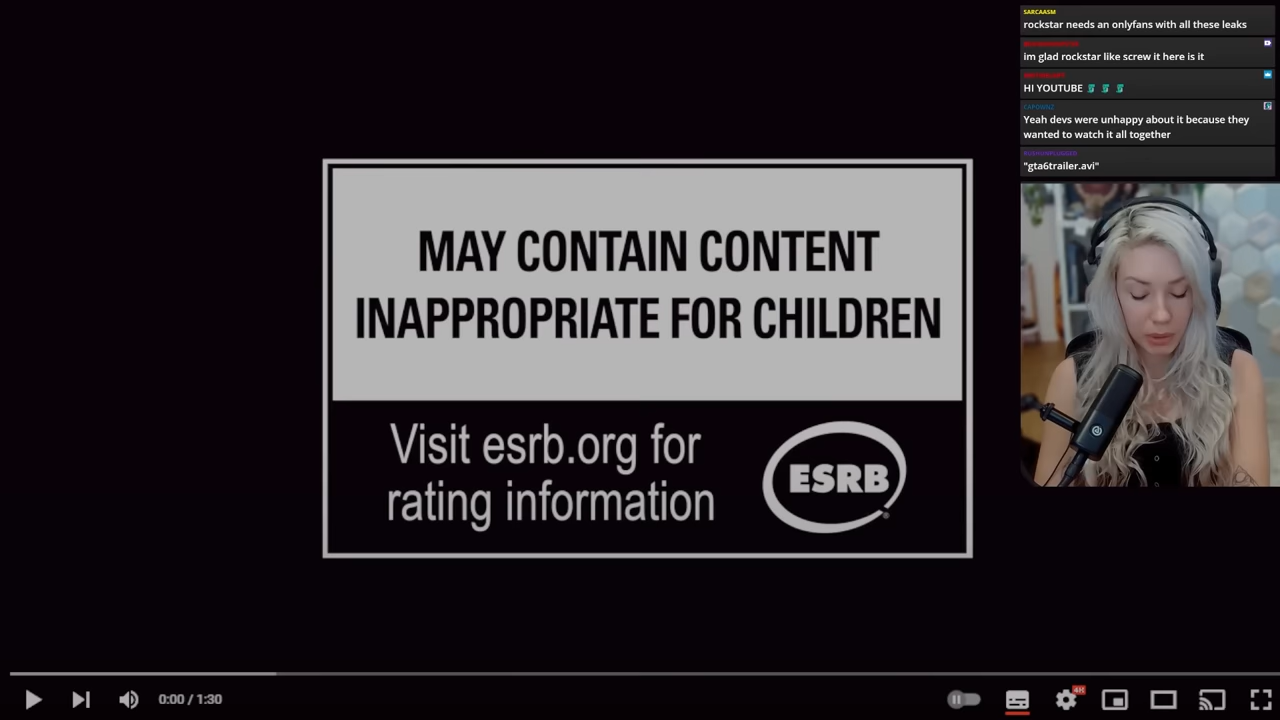 SARCAASM
rockstar needs an onlyfans with all these leaks
im glad rockstar like screw it here is it
HI YOUTUBE
CAPOWNZ
Yeah devs were unhappy about it because they
wanted to watch it all together
"gta6trailer.avi"
MAY CONTAIN CONTENT
INAPPROPRIATE FOR CHILDREN
Visit esrb.org for
rating information
ESRB
0:00 / 1:30